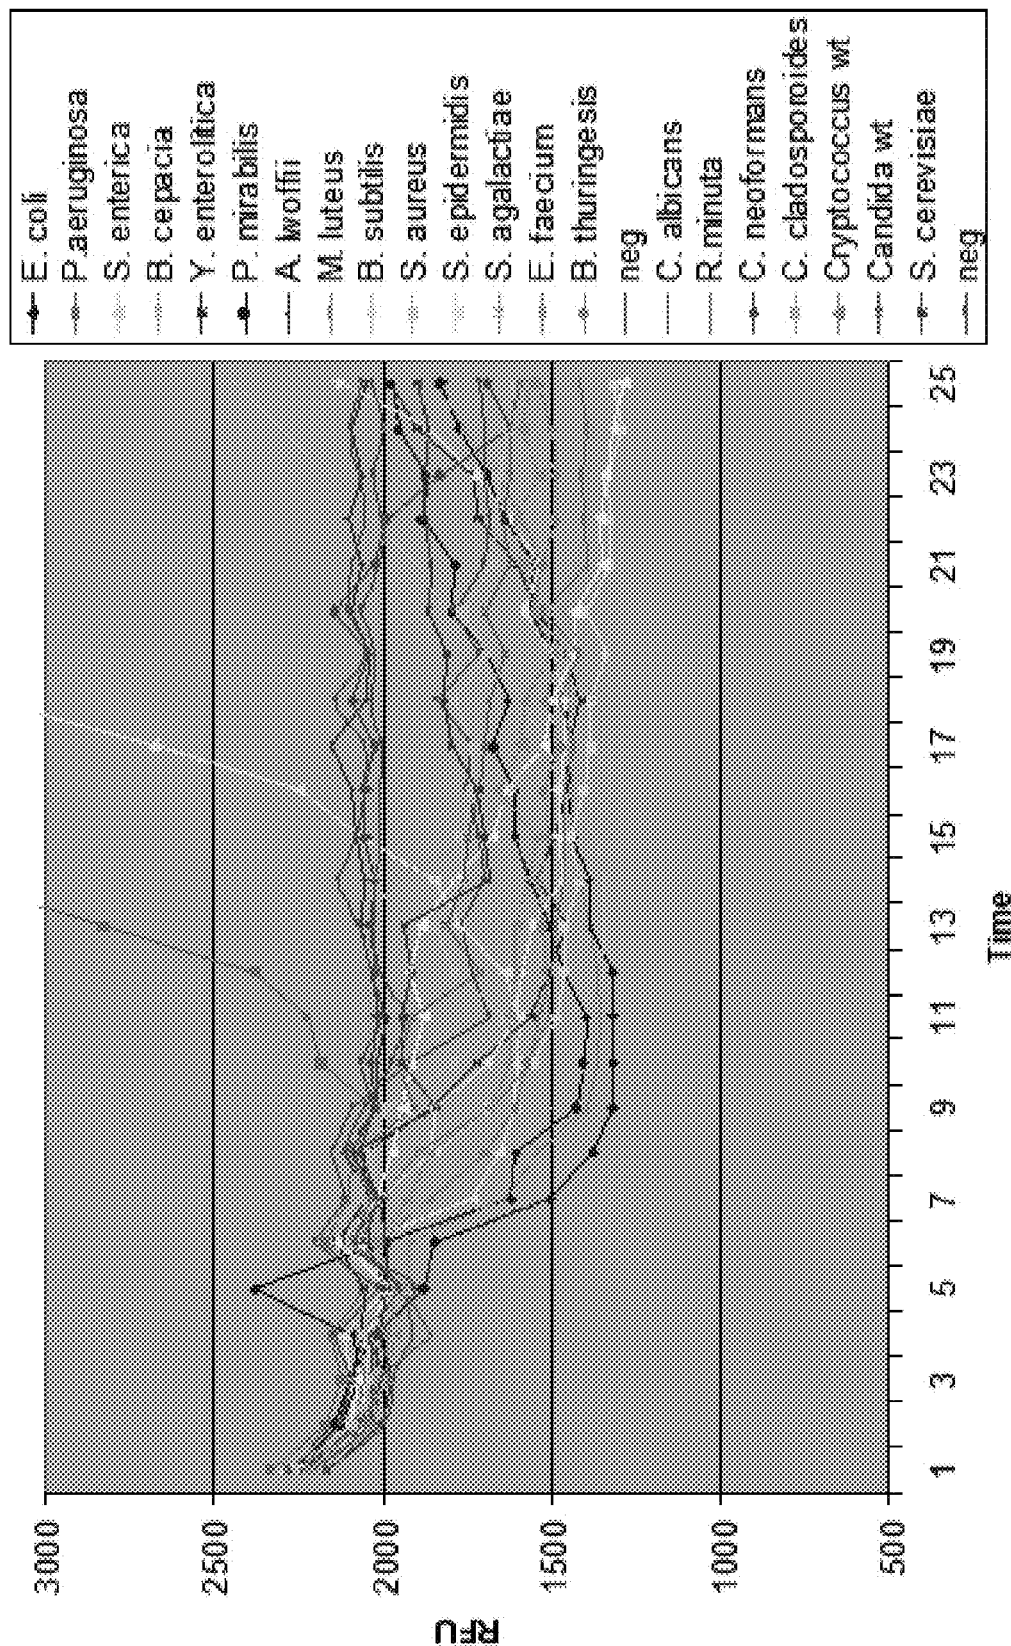 E. coli
P.aeruginosa
S. enterica
B. cepacia
Y. enterolitica
P. mirabilis
A. lwoffii
M. luteus
B. subtilis
S. aureus
S. epidermidis
S. agalactiae
E. faecium
B. thuringesis
neg
C. albicans
R.minuta
C. neoformans
C. cladosporoides
Cryptococcus wt
Candida wt
S. cerevisiae
neg
3000
2500
2000
1500
1000
500
RFU
1
3
5
7
9
11
13
15
17
19
21
23
25
Time